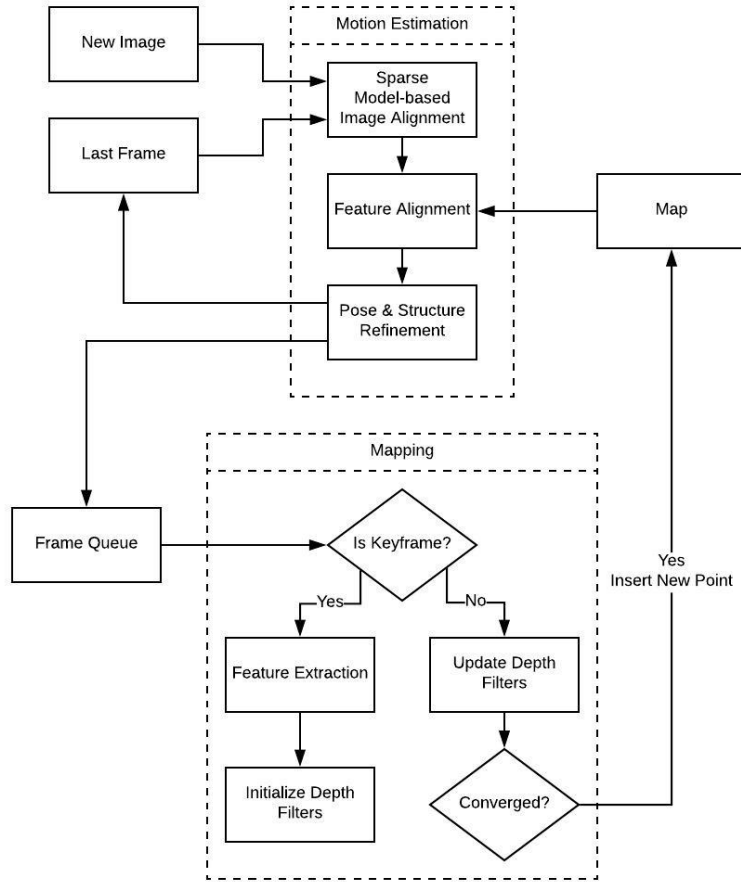 Motion Estimation
New Image
Sparse
Model-based
Image Alignment
Last Frame
Feature Alignment
Map
Pose & Structure
Refinement
Mapping
Frame Queue
Is Keyframe?
Yes
Insert New Point
Yes
No
Feature Extraction
Update Depth
Filters
Initialize Depth
Filters
Converged?